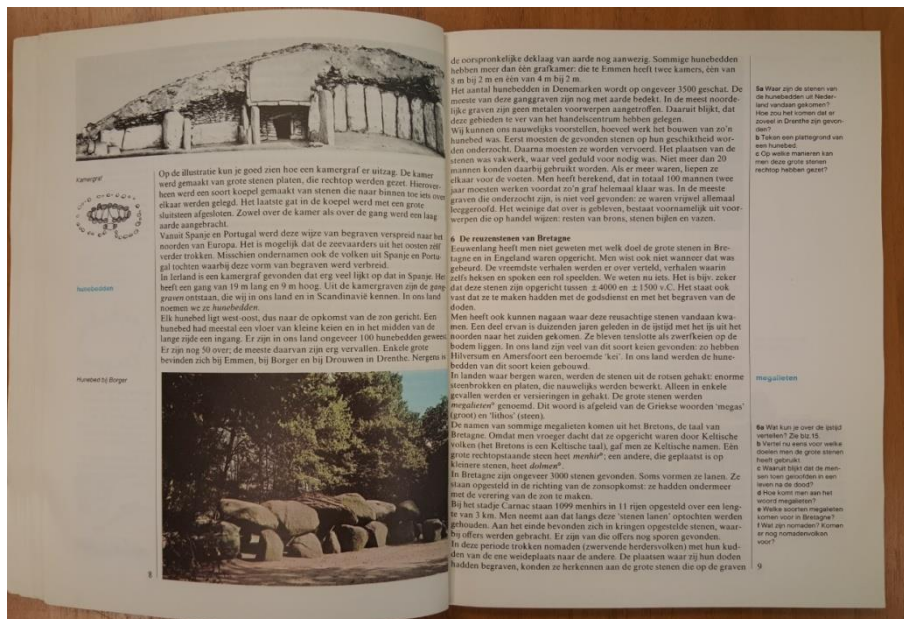 Kamergraf
Op de illustratie kun je goed zien hoe een kamergraf er uitzag. De kamer
werd gemaakt van grote stenen platen, die rechtop werden gezet. Hierover-
heen werd een soort koepel gemaakt van stenen die naar binnen toe iets over
elkaar werden gelegd. Het laatste gat in de koepel werd met een grote
sluitsteen afgesloten. Zowel over de kamer als over de gang werd een laag
aarde aangebracht.
Vanuit Spanje en Portugal werd deze wijze van begraven verspreid naar het
noorden van Europa. Het is mogelijk dat de zeevaarders uit het oosten zelf
verder trokken. Misschien ondernamen ook de volken uit Spanje en Portu-
gal tochten waarbij deze vorm van begraven werd verbreid.
In Ierland is een kamergraf gevonden dat erg veel lijkt op dat in Spanje. Het
heeft een gang van 19 m lang en 9 m hoog. Uit de kamergraven zijn de gang
graven ontstaan, die wij in ons land en in Scandinavië kennen. In ons land
noemen we ze hunebedden.
hunebedden
Elk hunebed ligt west-oost, dus naar de opkomst van de zon gericht. Een
hunebed had meestal een vloer van kleine keien en in het midden van de
lange zijde een ingang. Er zijn in ons land ongeveer 100 hunebedden geweest
Er zijn nog 50 over; de meeste daarvan zijn erg vervallen. Enkele grote
bevinden zich bij Emmen, bij Borger en bij Drouwen in Drenthe. Nergens is
Hunebed bij Borger
8
de oorspronkelijke deklaag van aarde nog aanwezig. Sommige hunebedden
hebben meer dan één grafkamer: die te Emmen heeft twee kamers, één van
8 m bij 2 m en één van 4 m bij 2 m.
Het aantal hunebedden in Denemarken wordt op ongeveer 3500 geschat. De
meeste van deze ganggraven zijn nog met aarde bedekt. In de meest noorde-
lijke graven zijn geen metalen voorwerpen aangetroffen. Daaruit blijkt, dat
deze gebieden te ver van het handelscentrum hebben gelegen.
Wij kunnen ons nauwelijks voorstellen, hoeveel werk het bouwen van zo'n
hunebed was. Eerst moesten de gevonden stenen op hun geschiktheid wor-
den onderzocht. Daarna moesten ze worden vervoerd. Het plaatsen van de
stenen was vakwerk, waar veel geduld voor nodig was. Niet meer dan 20
mannen konden daarbij gebruikt worden. Als er meer waren, liepen ze
elkaar voor de voeten. Men heeft berekend, dat in totaal 100 mannen twee
jaar moesten werken voordat zo'n graf helemaal klaar was. In de meeste
graven die onderzocht zijn, is niet veel gevonden: ze waren vrijwel allemaal
leeggeroofd. Het weinige dat over is gebleven, bestaat voornamelijk uit voor-
werpen die op handel wijzen: resten van brons, stenen bijlen en vazen.
6 De reuzenstenen van Bretagne
Eeuwenlang heeft men niet geweten met welk doel de grote stenen in Bre-
tagne en in Engeland waren opgericht. Men wist ook niet wanneer dat was
gebeurd. De vreemdste verhalen werden er over verteld, verhalen waarin
zelfs heksen en spoken een rol speelden. We weten nu iets. Het is bijv. zeker
dat deze stenen zijn opgericht tussen ±4000 en ±1500 v.C. Het staat ook
vast dat ze te maken hadden met de godsdienst en met het begraven van de
doden.
Men heeft ook kunnen nagaan waar deze reusachtige stenen vandaan kwa-
men. Een deel ervan is duizenden jaren geleden in de ijstijd met het ijs uit het
noorden naar het zuiden gekomen. Ze bleven tenslotte als zwerfkeien op de
bodem liggen. In ons land zijn veel van dit soort keien gevonden: zo hebben
Hilversum en Amersfoort een beroemde 'kei'. In ons land werden de hune-
bedden van dit soort keien gebouwd.
In landen waar bergen waren, werden de stenen uit de rotsen gehakt: enorme
steenbrokken en platen, die nauwelijks werden bewerkt. Alleen in enkele
gevallen werden er versieringen in gehakt. De grote stenen werden
megalieten° genoemd. Dit woord is afgeleid van de Griekse woorden 'megas'
(groot) en 'lithos' (steen).
De namen van sommige megalieten komen uit het Bretons, de taal van
Bretagne. Omdat men vroeger dacht dat ze opgericht waren door Keltische
volken (het Bretons is een Keltische taal), gaf men ze Keltische namen. Eén
grote rechtopstaande steen heet menhir°; een andere, die geplaatst is op
kleinere stenen, heet dolmen°.
In Bretagne zijn ongeveer 3000 stenen gevonden. Soms vormen ze lanen. Ze
staan opgesteld in de richting van de zonsopkomst: ze hadden ondermeer
met de verering van de zon te maken.
Bij het stadje Carnac staan 1099 menhirs in 11 rijen opgesteld over een leng-
te van 3 km. Men neemt aan dat langs deze 'stenen lanen' optochten werden
gehouden. Aan het einde bevonden zich in kringen opgestelde stenen, waar-
bij offers werden gebracht. Er zijn van die offers nog sporen gevonden.
In deze periode trokken nomaden (zwervende herdersvolken) met hun kud-
den van de ene weideplaats naar de andere. De plaatsen waar zij hun doden
hadden begraven, konden ze herkennen aan de grote stenen die op de graven
9
5a Waar zijn de stenen van
de hunebedden uit Neder-
land vandaan gekomen?
Hoe zou het komen dat er
zoveel in Drenthe zijn gevon-
den?
b Teken een plattegrond van
een hunebed.
c Op welke manieren kan
men deze grote stenen
rechtop hebben gezet?
megalieten
6a Wat kun je over de ijstijd
vertellen? Zie blz. 15.
b Vertel nu eens voor welke
doelen men de grote stenen
heeft gebruikt.
c Waaruit blijkt dat de men-
sen toen geloofden in een
leven na de dood?
d Hoe komt men aan het
woord megalieten?
e Welke soorten megalieten
komen voor in Bretagne?
f Wat zijn nomaden? Komen
er nog nomadenvolken
voor?